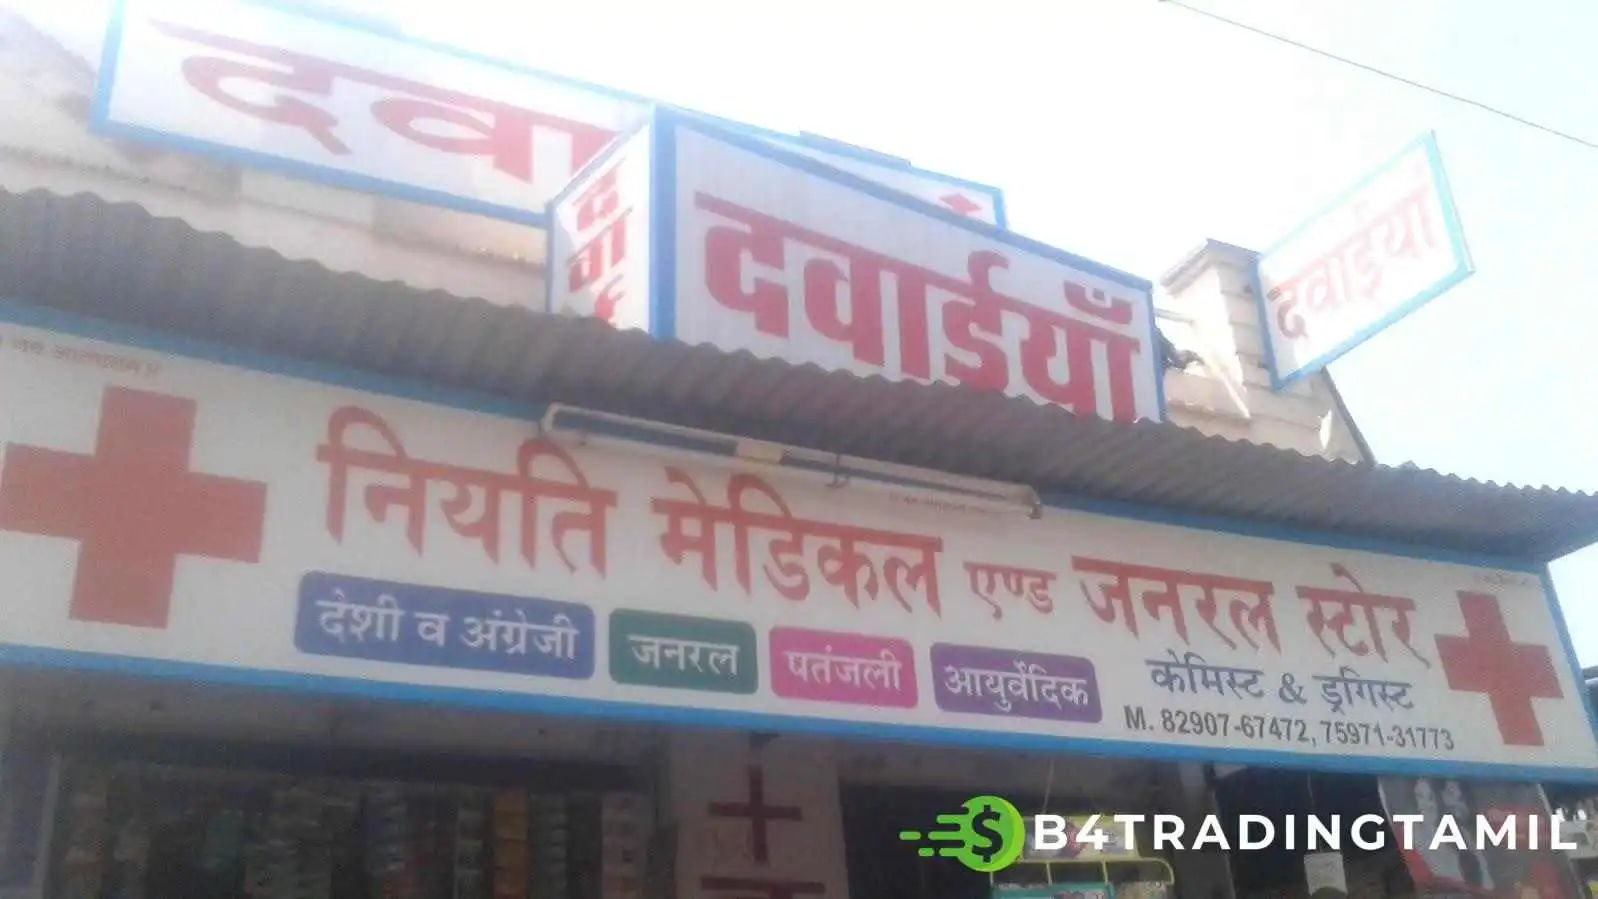 दवा
दवाई
दवाईयाँ
दवाईयां
नियति मेडिकल एण्ड जनरल स्टोर
देशी व अंग्रेजी जनरल पतंजली आयुर्वेदिक
केमिस्ट & ड्रगिस्ट
M. 82907-67472, 75971-31773
B4TRADINGTAMIL